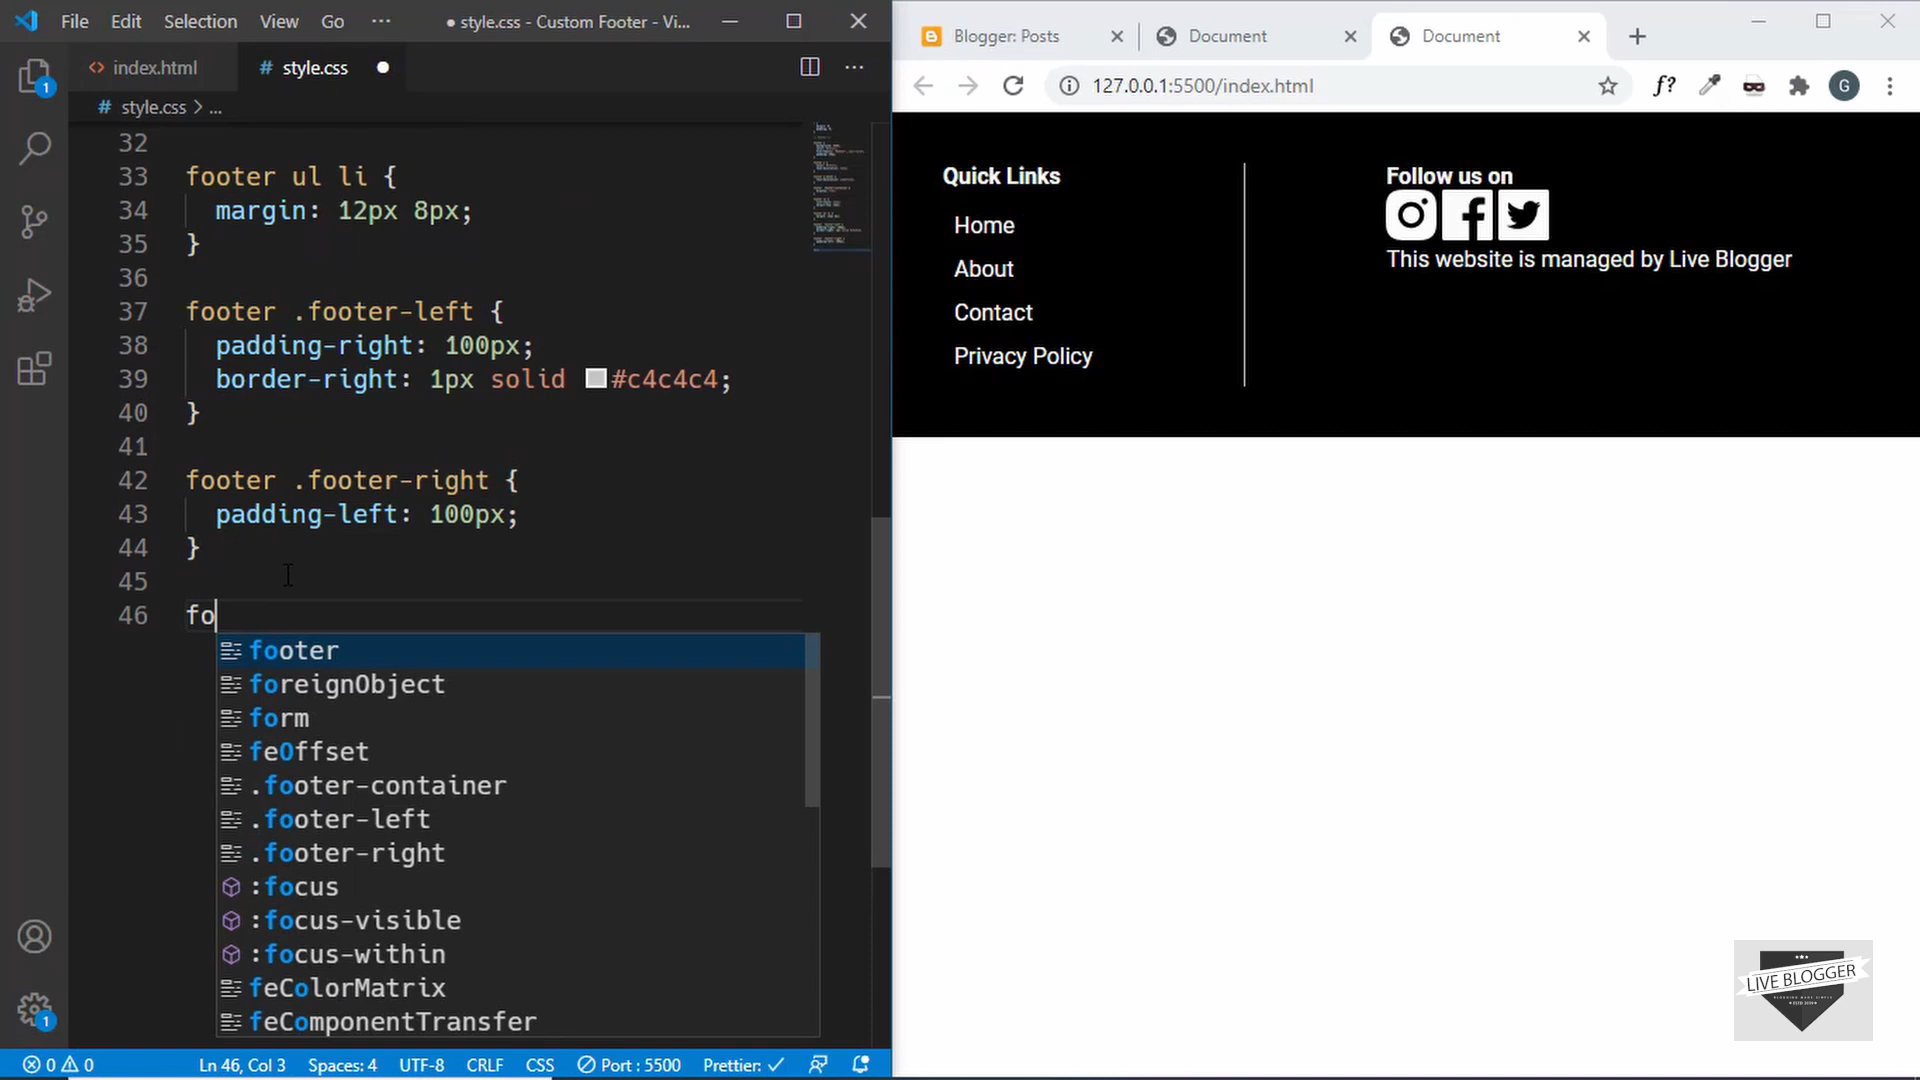 File Edit Selection View Go ··· ● style.css - Custom Footer - Vi...
index.html # style.css ●
# style.css > ...
32
33 footer ul li {
34 margin: 12px 8px;
35 }
36
37 footer .footer-left {
38 padding-right: 100px;
39 border-right: 1px solid #c4c4c4;
40 }
41
42 footer .footer-right {
43 padding-left: 100px;
44 }
45
46 fo
footer
foreignObject
form
feOffset
.footer-container
.footer-left
.footer-right
:focus
:focus-visible
:focus-within
feColorMatrix
feComponentTransfer
1
1
0 0 Ln 46, Col 3 Spaces: 4 UTF-8 CRLF CSS Port : 5500 Prettier: ✓
Blogger: Posts Document Document
127.0.0.1:5500/index.html f? G
Quick Links
Home
About
Contact
Privacy Policy
Follow us on
This website is managed by Live Blogger
LIVE BLOGGER